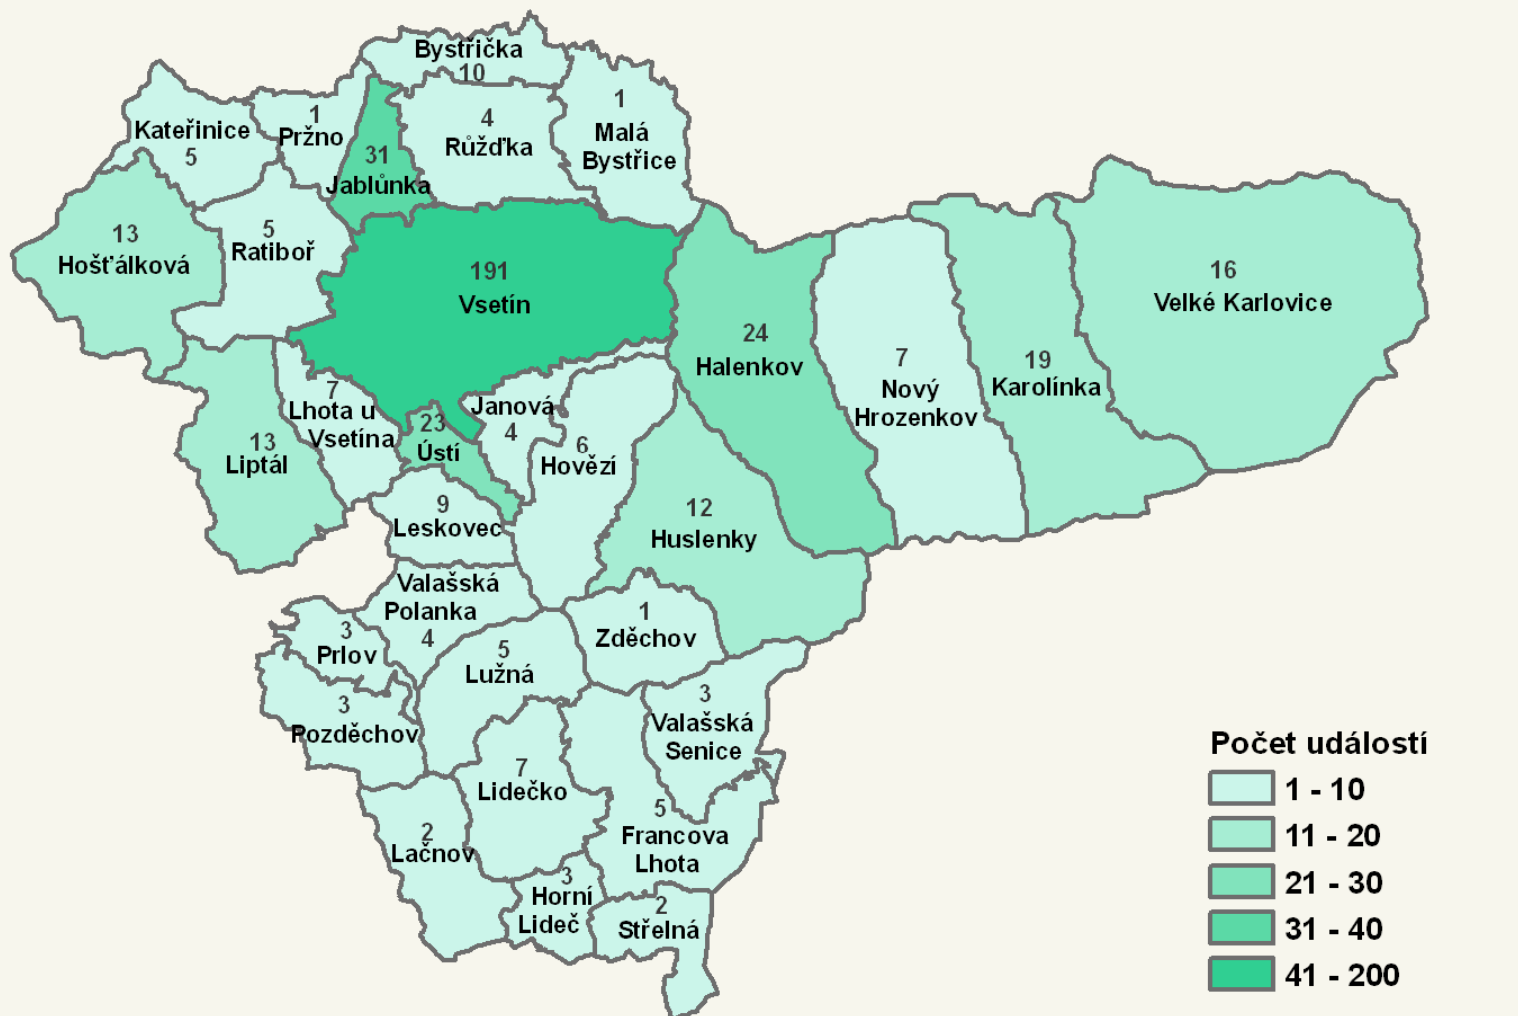 Bystřička
10
1
Malá
Bystřice
4
Růžďka
1
Pržno
Kateřinice
5
31
Jablůnka
13
Hošťálková
5
Ratiboř
191
Vsetín
24
Halenkov
7
Nový
Hrozenkov
19
Karolínka
16
Velké Karlovice
7
Lhota u
Vsetína
13
Liptál
23
Ústí
Janová
4
6
Hovězí
9
Leskovec
12
Huslenky
Valašská
Polanka
4
1
Zděchov
3
Prlov
5
Lužná
3
Pozděchov
3
Valašská
Senice
7
Lidečko
5
Francova
Lhota
2
Lačnov
3
Horní
Lideč
2
Střelná
Počet událostí
1 - 10
11 - 20
21 - 30
31 - 40
41 - 200